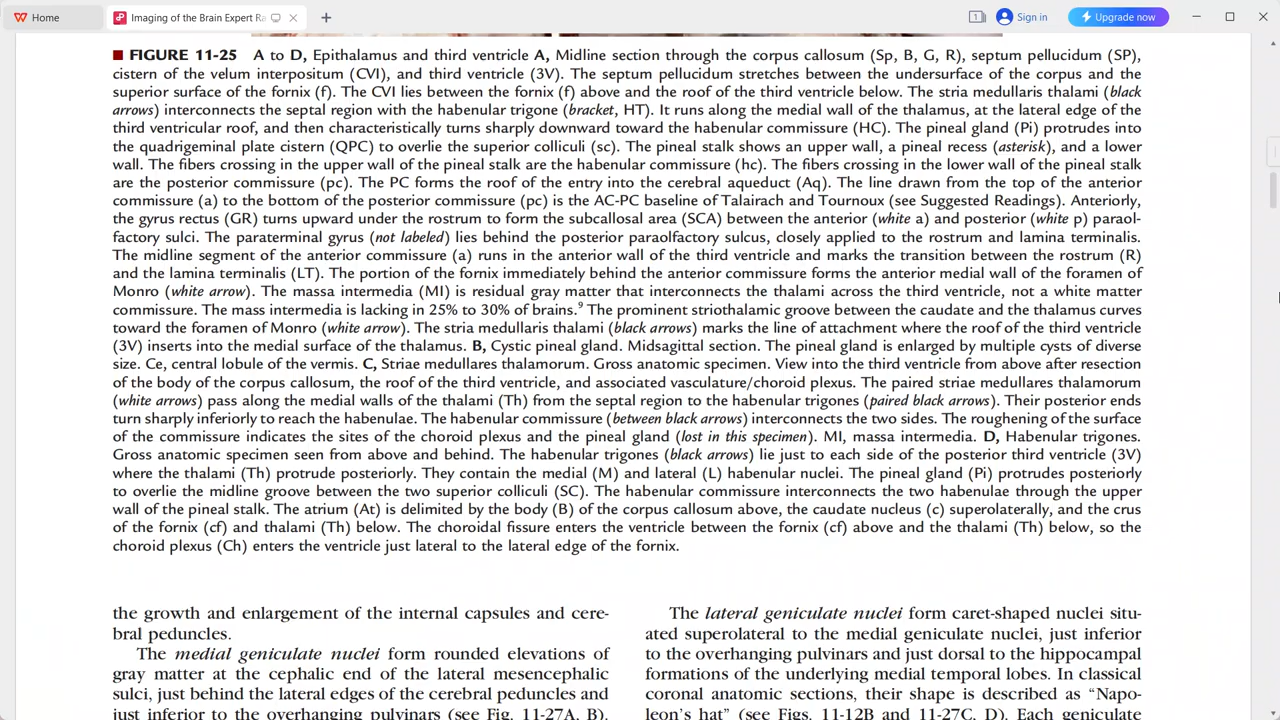 Home
Imaging of the Brain Expert Ra
1
Sign in
Upgrade now
■ FIGURE 11-25 A to D, Epithalamus and third ventricle A, Midline section through the corpus callosum (Sp, B, G, R), septum pellucidum (SP),
cistern of the velum interpositum (CVI), and third ventricle (3V). The septum pellucidum stretches between the undersurface of the corpus and the
superior surface of the fornix (f). The CVI lies between the fornix (f) above and the roof of the third ventricle below. The stria medullaris thalami (black
arrows) interconnects the septal region with the habenular trigone (bracket, HT). It runs along the medial wall of the thalamus, at the lateral edge of the
third ventricular roof, and then characteristically turns sharply downward toward the habenular commissure (HC). The pineal gland (Pi) protrudes into
the quadrigeminal plate cistern (QPC) to overlie the superior colliculi (sc). The pineal stalk shows an upper wall, a pineal recess (asterisk), and a lower
wall. The fibers crossing in the upper wall of the pineal stalk are the habenular commissure (hc). The fibers crossing in the lower wall of the pineal stalk
are the posterior commissure (pc). The PC forms the roof of the entry into the cerebral aqueduct (Aq). The line drawn from the top of the anterior
commissure (a) to the bottom of the posterior commissure (pc) is the AC-PC baseline of Talairach and Tournoux (see Suggested Readings). Anteriorly,
the gyrus rectus (GR) turns upward under the rostrum to form the subcallosal area (SCA) between the anterior (white a) and posterior (white p) paraol-
factory sulci. The paraterminal gyrus (not labeled) lies behind the posterior paraolfactory sulcus, closely applied to the rostrum and lamina terminalis.
The midline segment of the anterior commissure (a) runs in the anterior wall of the third ventricle and marks the transition between the rostrum (R)
and the lamina terminalis (LT). The portion of the fornix immediately behind the anterior commissure forms the anterior medial wall of the foramen of
Monro (white arrow). The massa intermedia (MI) is residual gray matter that interconnects the thalami across the third ventricle, not a white matter
commissure. The mass intermedia is lacking in 25% to 30% of brains.9 The prominent striothalamic groove between the caudate and the thalamus curves
toward the foramen of Monro (white arrow). The stria medullaris thalami (black arrows) marks the line of attachment where the roof of the third ventricle
(3V) inserts into the medial surface of the thalamus. B, Cystic pineal gland. Midsagittal section. The pineal gland is enlarged by multiple cysts of diverse
size. Ce, central lobule of the vermis. C, Striae medullares thalamorum. Gross anatomic specimen. View into the third ventricle from above after resection
of the body of the corpus callosum, the roof of the third ventricle, and associated vasculature/choroid plexus. The paired striae medullares thalamorum
(white arrows) pass along the medial walls of the thalami (Th) from the septal region to the habenular trigones (paired black arrows). Their posterior ends
turn sharply inferiorly to reach the habenulae. The habenular commissure (between black arrows) interconnects the two sides. The roughening of the surface
of the commissure indicates the sites of the choroid plexus and the pineal gland (lost in this specimen). MI, massa intermedia. D, Habenular trigones.
Gross anatomic specimen seen from above and behind. The habenular trigones (black arrows) lie just to each side of the posterior third ventricle (3V)
where the thalami (Th) protrude posteriorly. They contain the medial (M) and lateral (L) habenular nuclei. The pineal gland (Pi) protrudes posteriorly
to overlie the midline groove between the two superior colliculi (SC). The habenular commissure interconnects the two habenulae through the upper
wall of the pineal stalk. The atrium (At) is delimited by the body (B) of the corpus callosum above, the caudate nucleus (c) superolaterally, and the crus
of the fornix (cf) and thalami (Th) below. The choroidal fissure enters the ventricle between the fornix (cf) above and the thalami (Th) below, so the
choroid plexus (Ch) enters the ventricle just lateral to the lateral edge of the fornix.
the growth and enlargement of the internal capsules and cere-
bral peduncles.
The medial geniculate nuclei form rounded elevations of
gray matter at the cephalic end of the lateral mesencephalic
sulci, just behind the lateral edges of the cerebral peduncles and
just inferior to the overhanging pulvinars (see Fig. 11-27A, B).
The lateral geniculate nuclei form caret-shaped nuclei situ-
ated superolateral to the medial geniculate nuclei, just inferior
to the overhanging pulvinars and just dorsal to the hippocampal
formations of the underlying medial temporal lobes. In classical
coronal anatomic sections, their shape is described as “Napo-
leon’s hat” (see Figs. 11-12B and 11-27C, D). Each geniculate